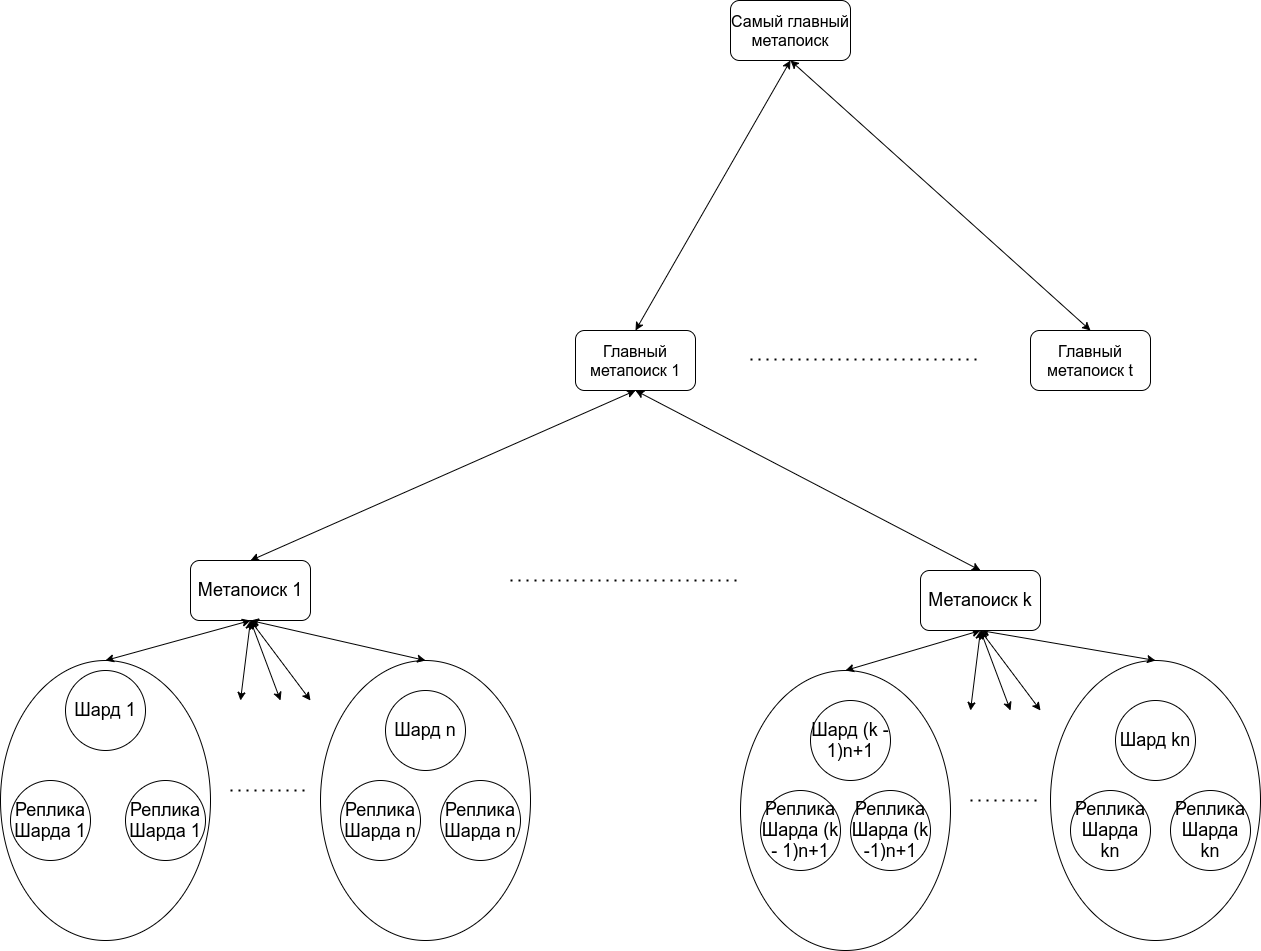 Самый главный
метапоиск
Главный
метапоиск 1
Главный
метапоиск t
Метапоиск 1
Метапоиск k
Шард 1
Реплика
Шарда 1
Реплика
Шарда 1
Шард n
Реплика
Шарда n
Реплика
Шарда n
Шард (k -
1)n+1
Реплика
Шарда (k
- 1)n+1
Реплика
Шарда (k
-1)n+1
Шард kn
Реплика
Шарда
kn
Реплика
Шарда
kn